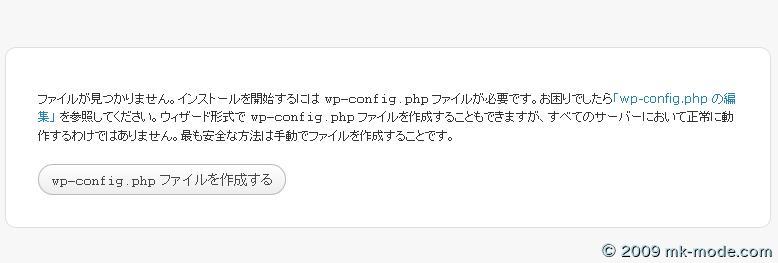 ファイルが見つかりません。インストールを開始するには wp-config.php ファイルが必要です。お困りでしたら「wp-config.php の編
集」 を参照してください。ウィザード形式で wp-config.php ファイルを作成することもできますが、すべてのサーバーにおいて正常に動
作するわけではありません。最も安全な方法は手動でファイルを作成することです。
wp-config.php ファイルを作成する
© 2009 mk-mode.com